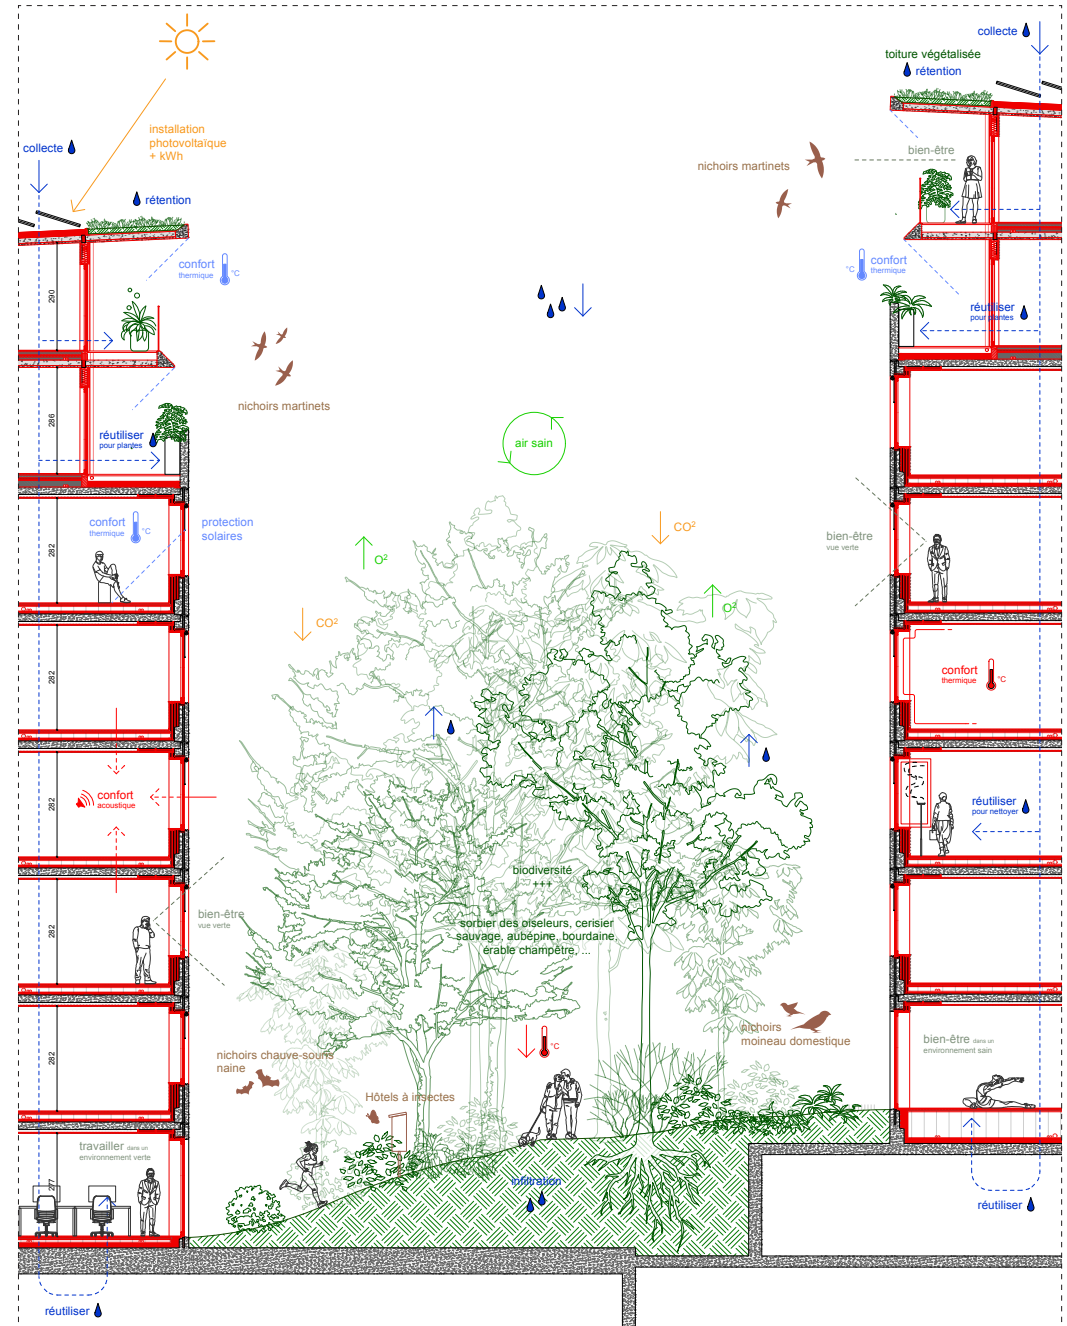 collecte
toiture végétalisée
rétention
installation
photovoltaïque
+ kWh
collecte
bien-être
nichoirs martinets
rétention
confort
thermique
°C
°C
confort
thermique
290
réutiliser
pour plantes
nichoirs martinets
286
réutiliser
pour plantes
air sain
confort
thermique
°C
protection
solaires
CO²
bien-être
vue verte
282
O²
O²
CO²
282
confort
thermique
°C
confort
acoustique
282
réutiliser
pour nettoyer
biodiversité
+++
bien-être
vue verte
282
sorbier des oiseleurs, cerisier
sauvage, aubépine, bourdaine,
érable champêtre, ...
nichoirs
moineau domestique
bien-être dans un
environnement sain
°C
nichoirs chauve-souris
naine
282
Hôtels à insectes
travailler dans un
environnement verte
277
infiltration
réutiliser
réutiliser